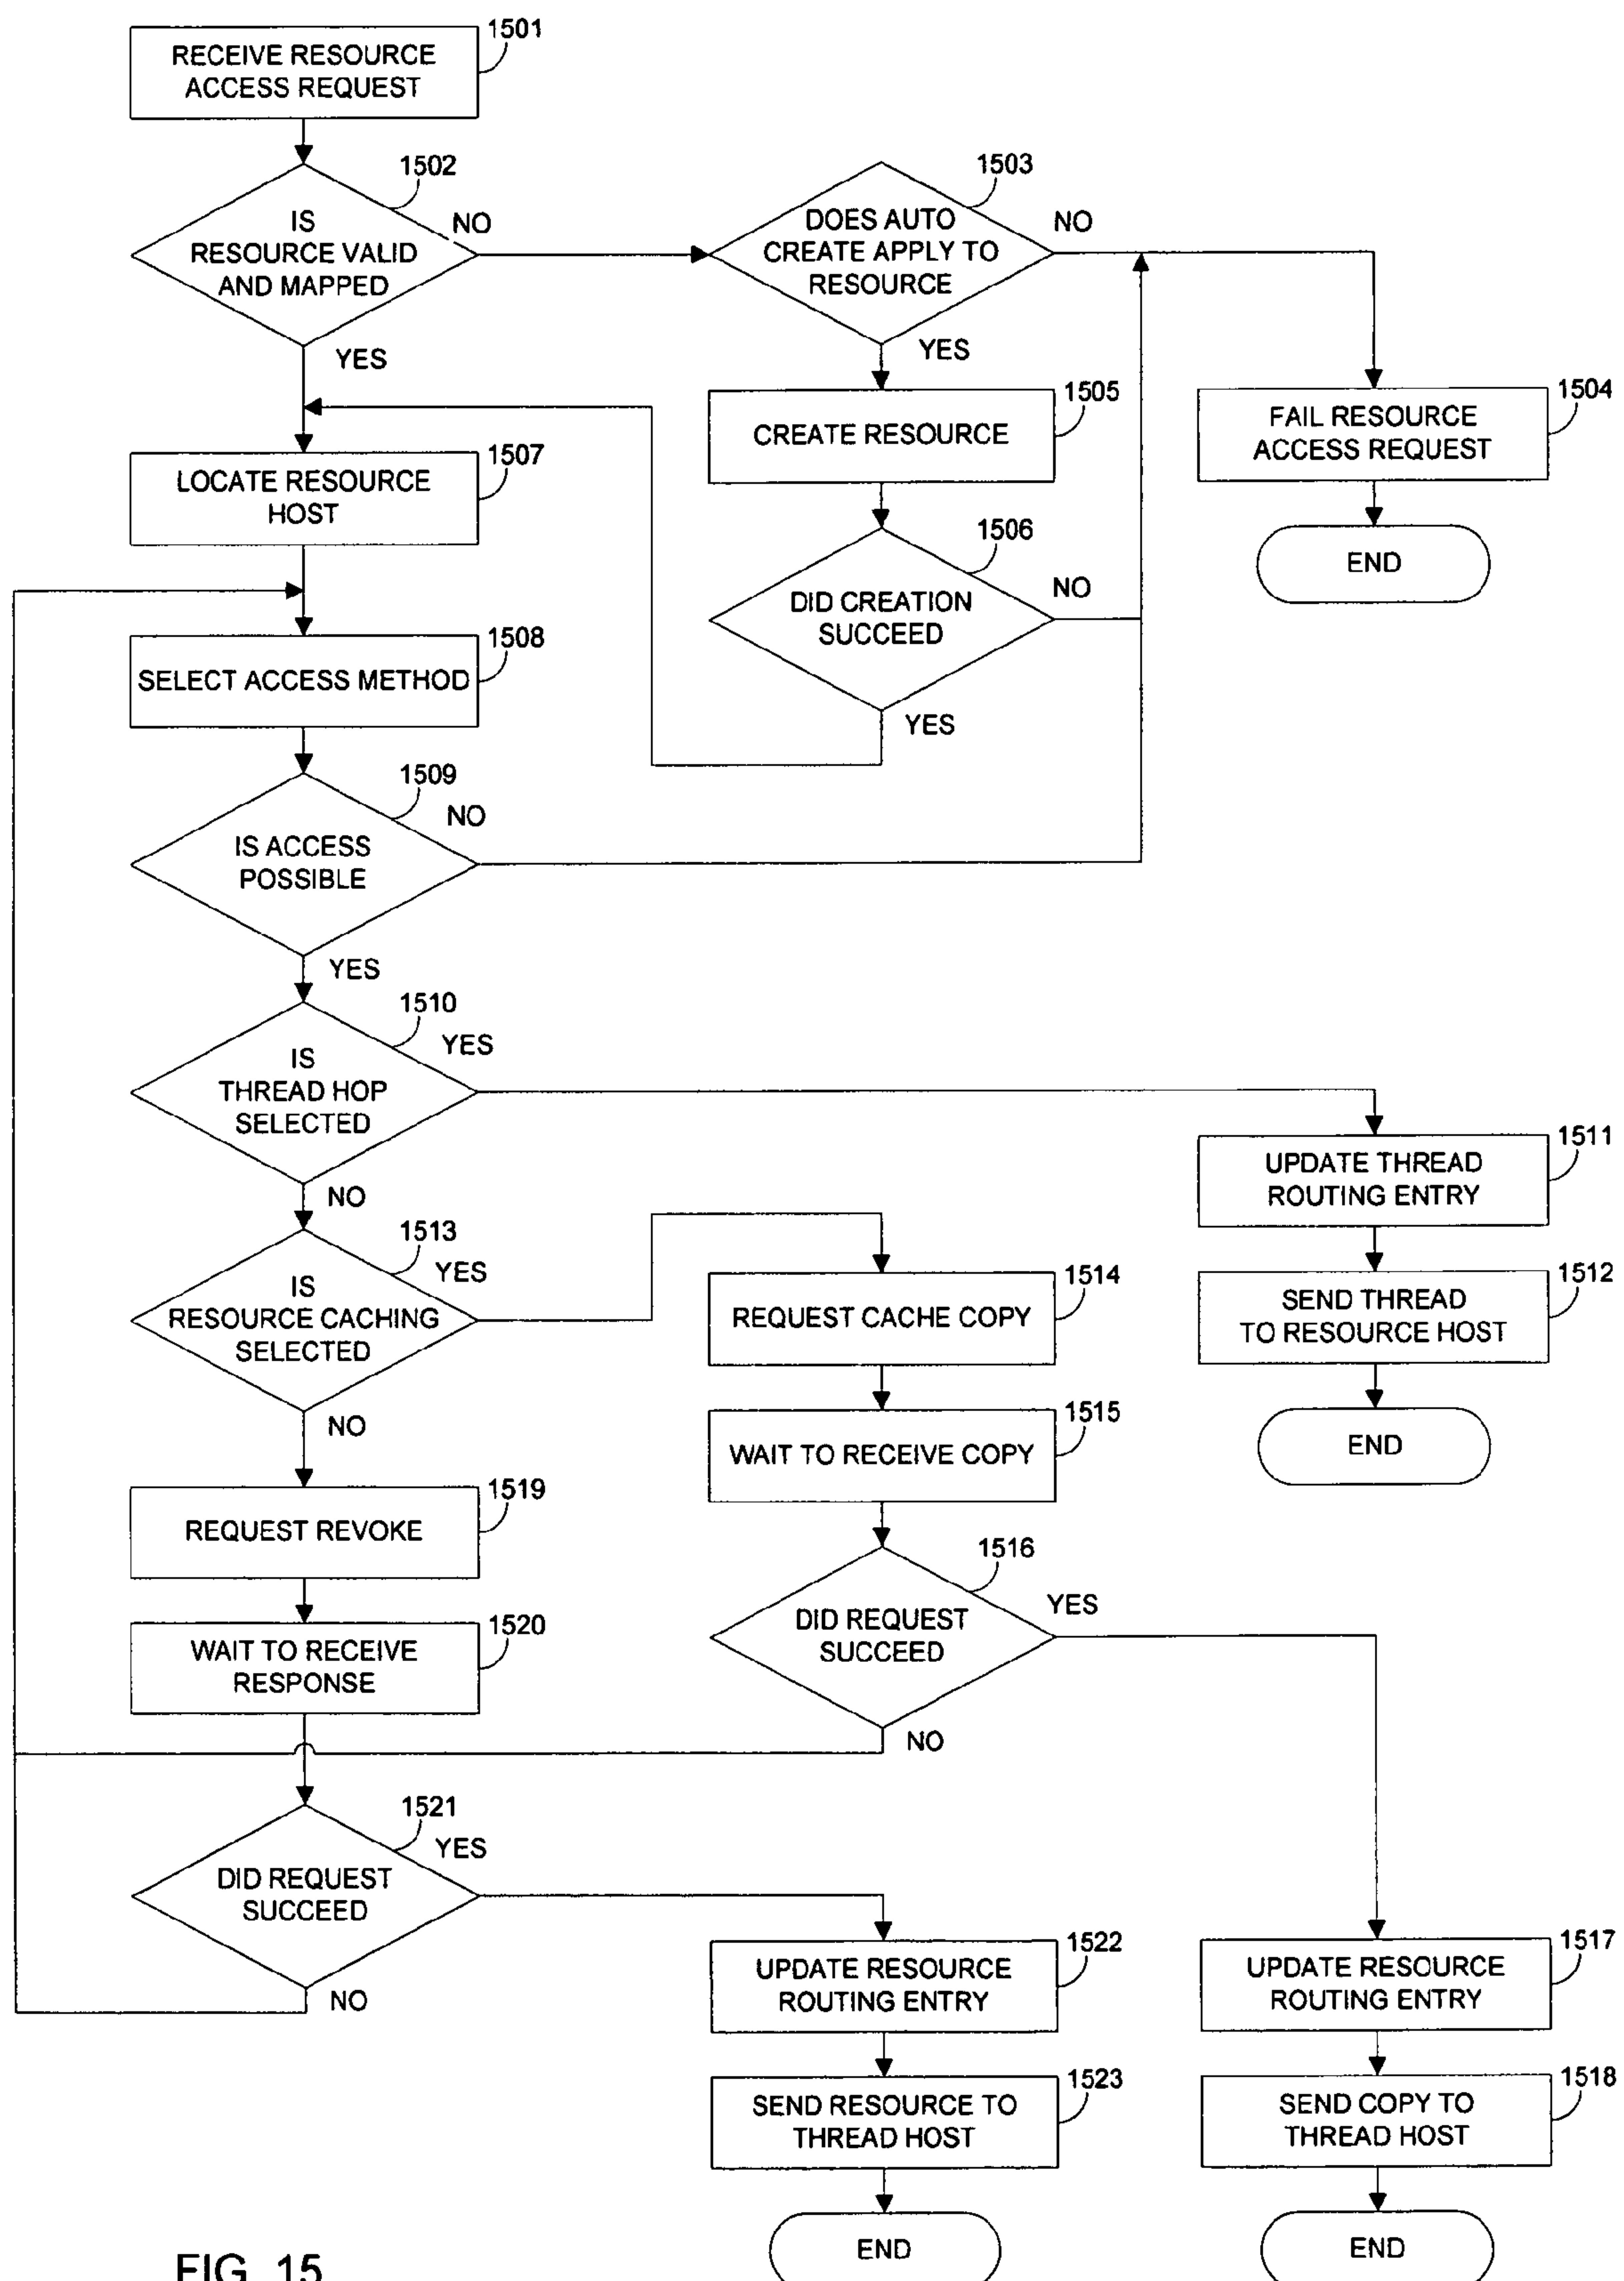 1501
RECEIVE RESOURCE
ACCESS REQUEST
1502
IS
RESOURCE VALID
AND MAPPED
NO
YES
1503
DOES AUTO
CREATE APPLY TO
RESOURCE
NO
YES
1504
FAIL RESOURCE
ACCESS REQUEST
END
1505
CREATE RESOURCE
1506
DID CREATION
SUCCEED
NO
YES
1507
LOCATE RESOURCE
HOST
1508
SELECT ACCESS METHOD
1509
IS ACCESS
POSSIBLE
NO
YES
1510
IS
THREAD HOP
SELECTED
YES
NO
1511
UPDATE THREAD
ROUTING ENTRY
1512
SEND THREAD
TO RESOURCE HOST
END
1513
IS
RESOURCE CACHING
SELECTED
YES
NO
1514
REQUEST CACHE COPY
1515
WAIT TO RECEIVE COPY
1516
DID REQUEST
SUCCEED
YES
NO
1519
REQUEST REVOKE
1520
WAIT TO RECEIVE
RESPONSE
1521
DID REQUEST
SUCCEED
YES
NO
1522
UPDATE RESOURCE
ROUTING ENTRY
1523
SEND RESOURCE TO
THREAD HOST
END
1517
UPDATE RESOURCE
ROUTING ENTRY
1518
SEND COPY TO
THREAD HOST
END
FIG. 15